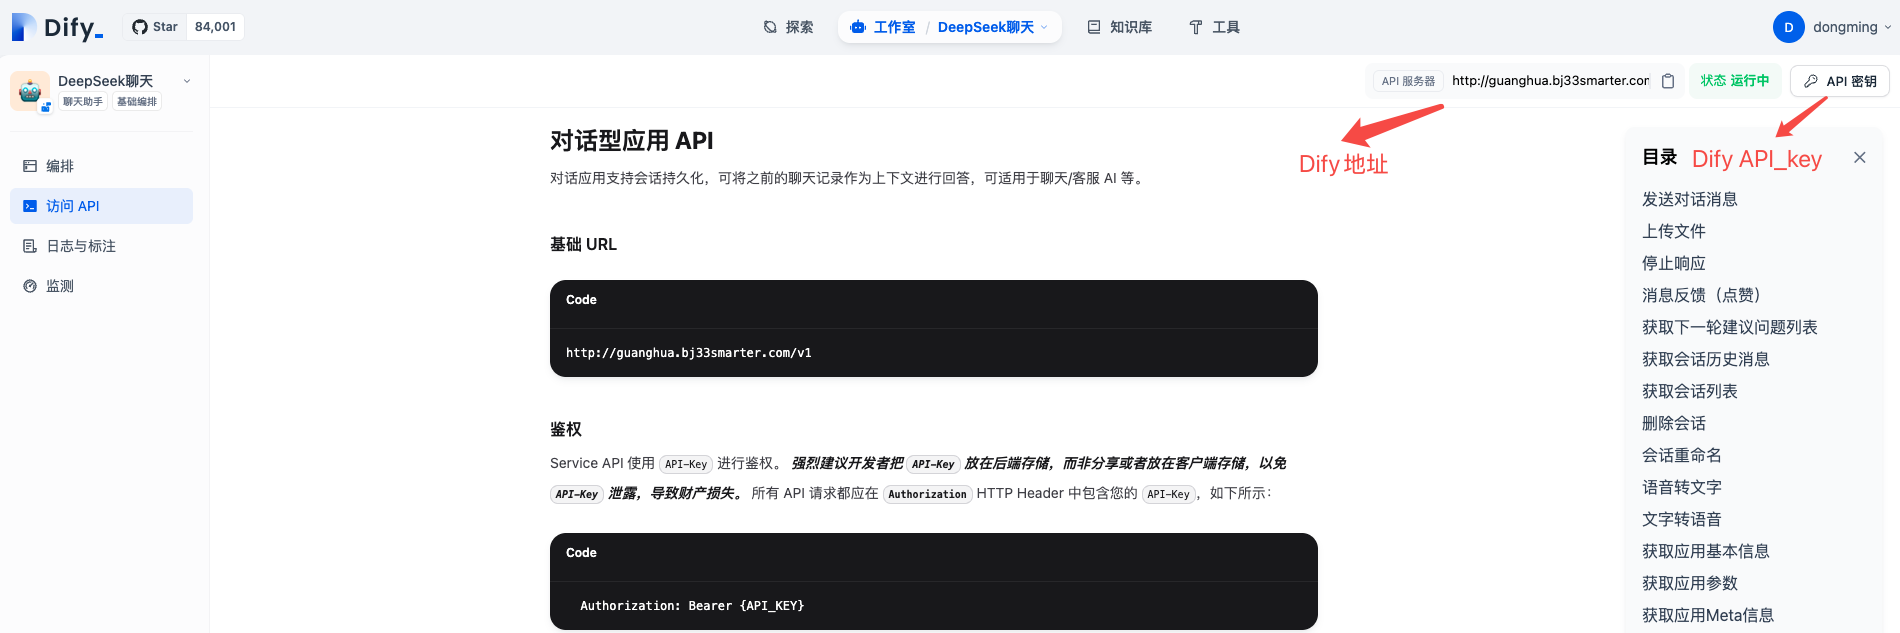 Dify_
Star 84,001
探索
工作室 / DeepSeek聊天
知识库
工具
D dongming
DeepSeek聊天
聊天助手 基础编排
编排
访问 API
日志与标注
监测
API 服务器 http://guanghua.bj33smarter.com
状态 运行中
API 密钥
Dify 地址
Dify API_key
对话型应用 API
对话应用支持会话持久化，可将之前的聊天记录作为上下文进行回答，可适用于聊天/客服 AI 等。
基础 URL
Code
http://guanghua.bj33smarter.com/v1
鉴权
Service API 使用 API-Key 进行鉴权。 强烈建议开发者把 API-Key 放在后端存储，而非分享或者放在客户端存储，以免
API-Key 泄露，导致财产损失。 所有 API 请求都应在 Authorization HTTP Header 中包含您的 API-Key，如下所示：
Code
Authorization: Bearer {API_KEY}
目录
发送对话消息
上传文件
停止响应
消息反馈（点赞）
获取下一轮建议问题列表
获取会话历史消息
获取会话列表
删除会话
会话重命名
语音转文字
文字转语音
获取应用基本信息
获取应用参数
获取应用Meta信息